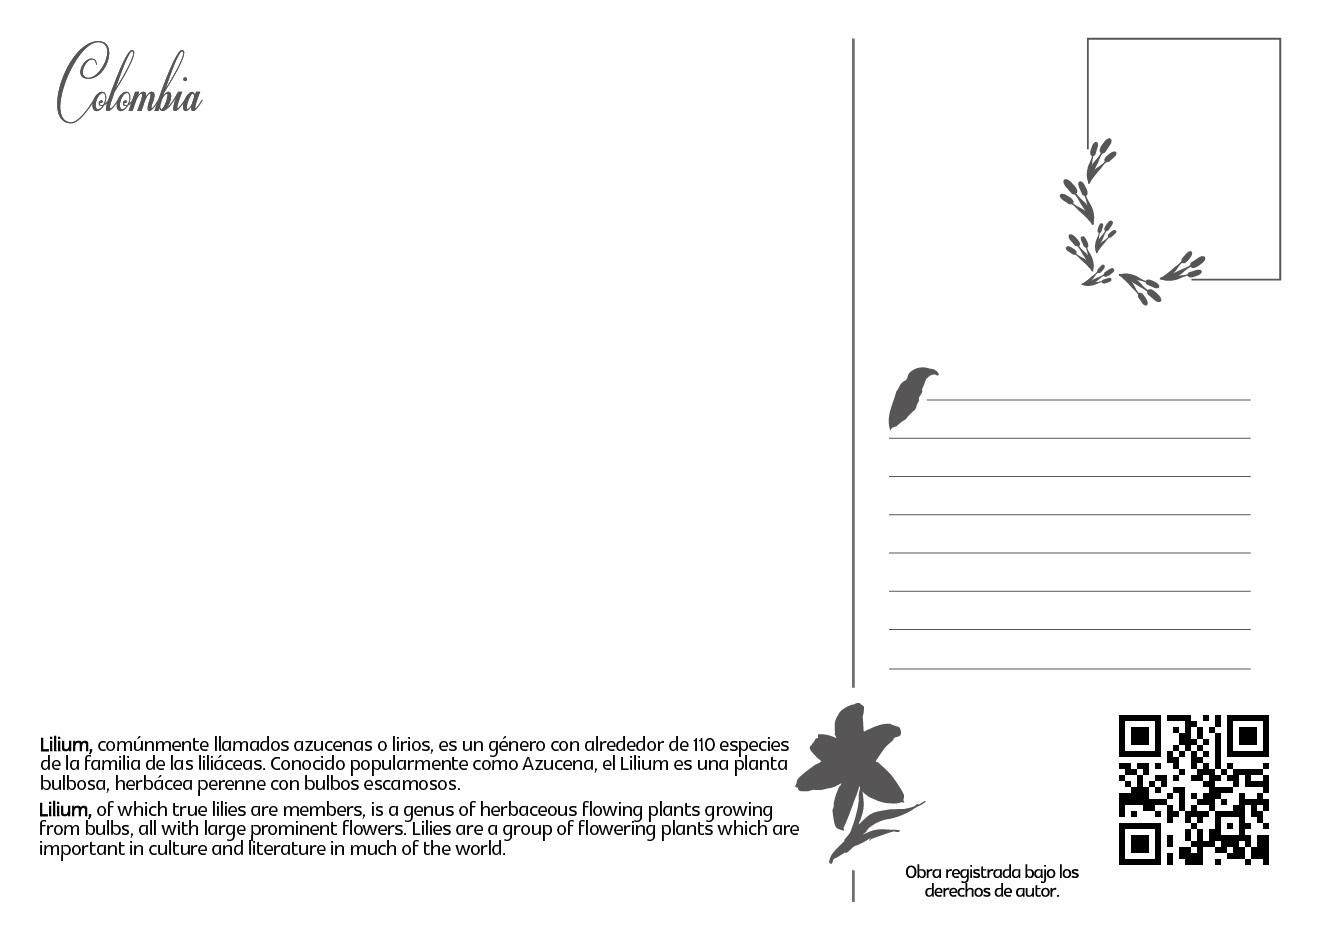 Colombia
Lilium, comúnmente llamados azucenas o lirios, es un género con alrededor de 110 especies
de la familia de las liliáceas. Conocido popularmente como Azucena, el Lilium es una planta
bulbosa, herbácea perenne con bulbos escamosos.
Lilium, of which true lilies are members, is a genus of herbaceous flowing plants growing
from bulbs, all with large prominent flowers. Lilies are a group of flowering plants which are
important in culture and literature in much of the world.
Obra registrada bajo los
derechos de autor.